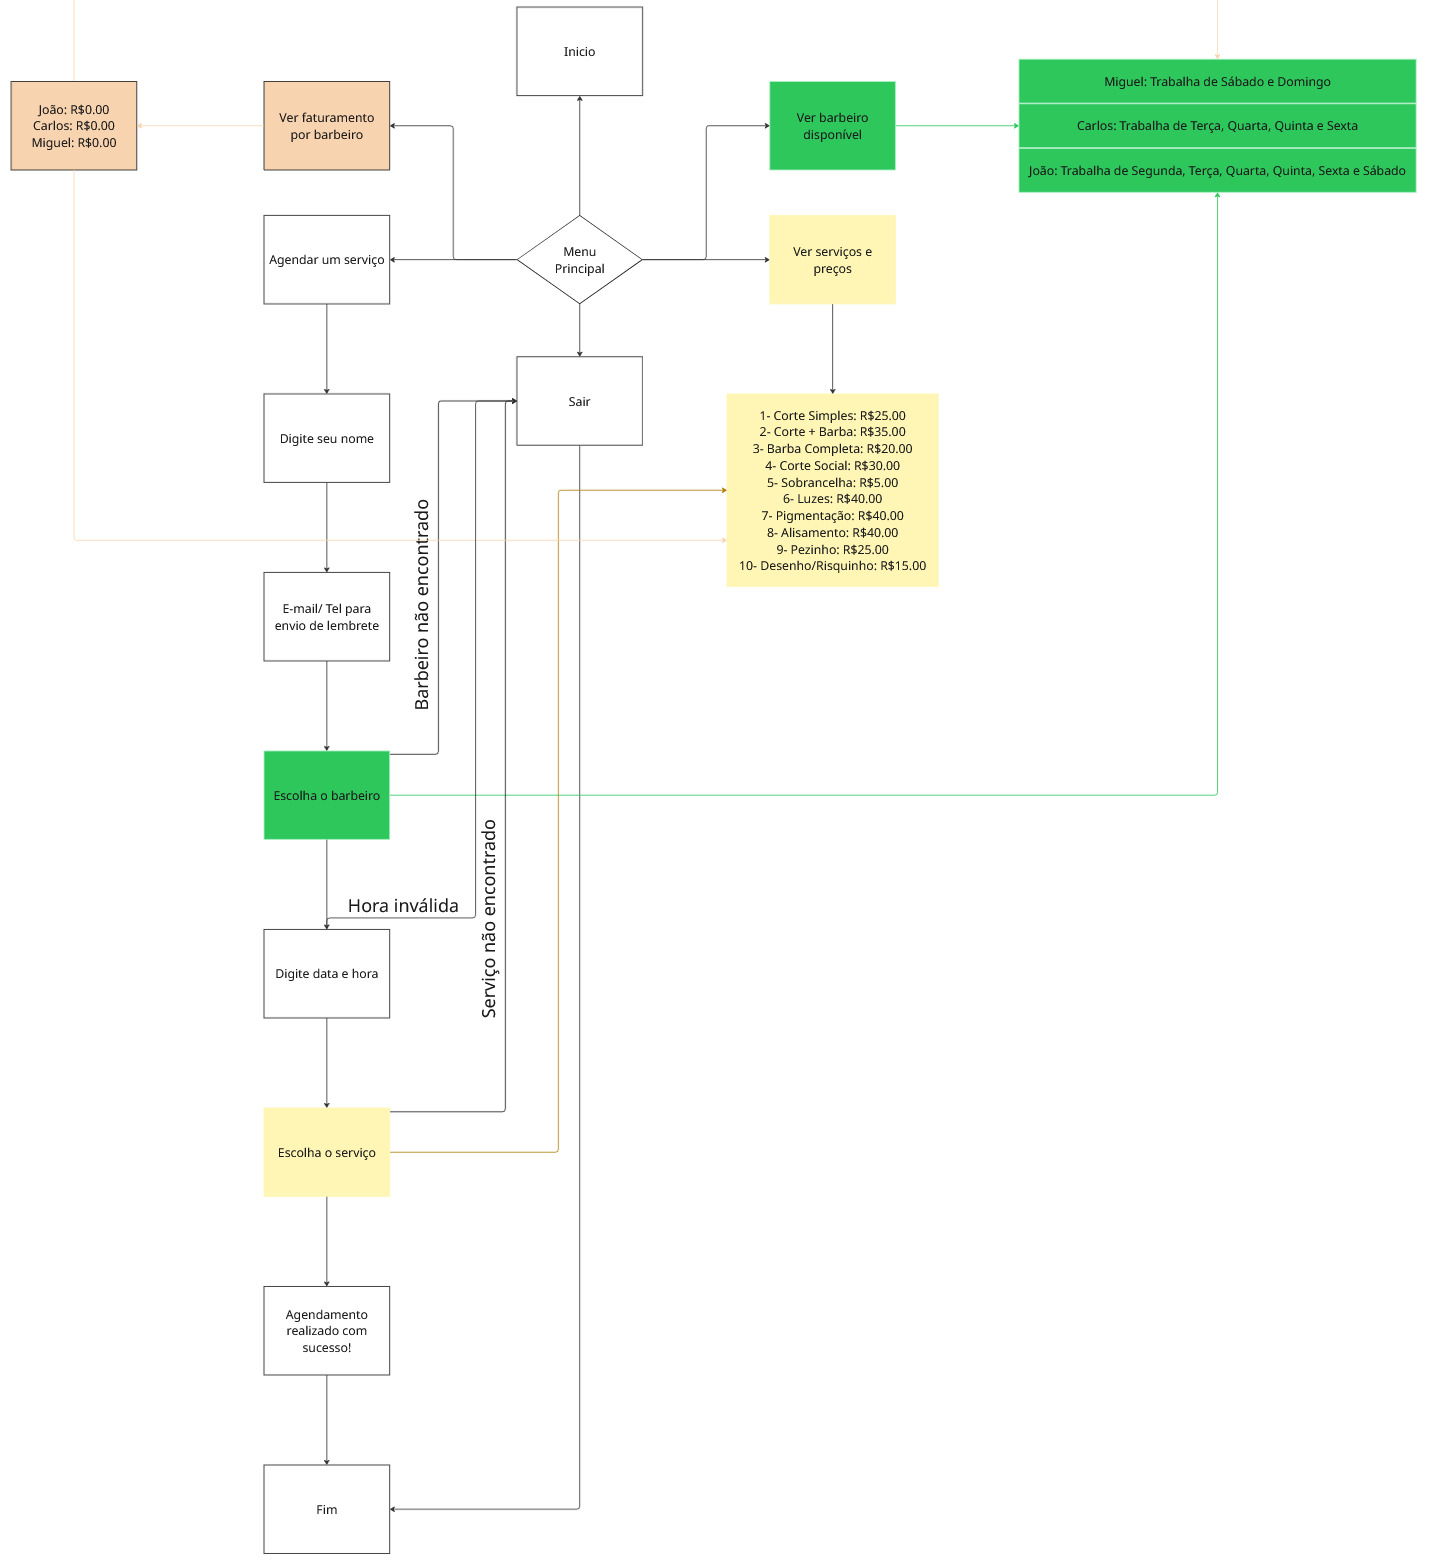 Inicio
João: R$0.00
Carlos: R$0.00
Miguel: R$0.00
Ver faturamento
por barbeiro
Ver barbeiro
disponível
Miguel: Trabalha de Sábado e Domingo
Carlos: Trabalha de Terça, Quarta, Quinta e Sexta
João: Trabalha de Segunda, Terça, Quarta, Quinta, Sexta e Sábado
Agendar um serviço
Menu
Principal
Ver serviços e
preços
Sair
Digite seu nome
1- Corte Simples: R$25.00
2- Corte + Barba: R$35.00
3- Barba Completa: R$20.00
4- Corte Social: R$30.00
5- Sobrancelha: R$5.00
6- Luzes: R$40.00
7- Pigmentação: R$40.00
8- Alisamento: R$40.00
9- Pezinho: R$25.00
10- Desenho/Risquinho: R$15.00
Barbeiro não encontrado
E-mail/ Tel para
envio de lembrete
Escolha o barbeiro
Hora inválida
Serviço não encontrado
Digite data e hora
Escolha o serviço
Agendamento
realizado com
sucesso!
Fim